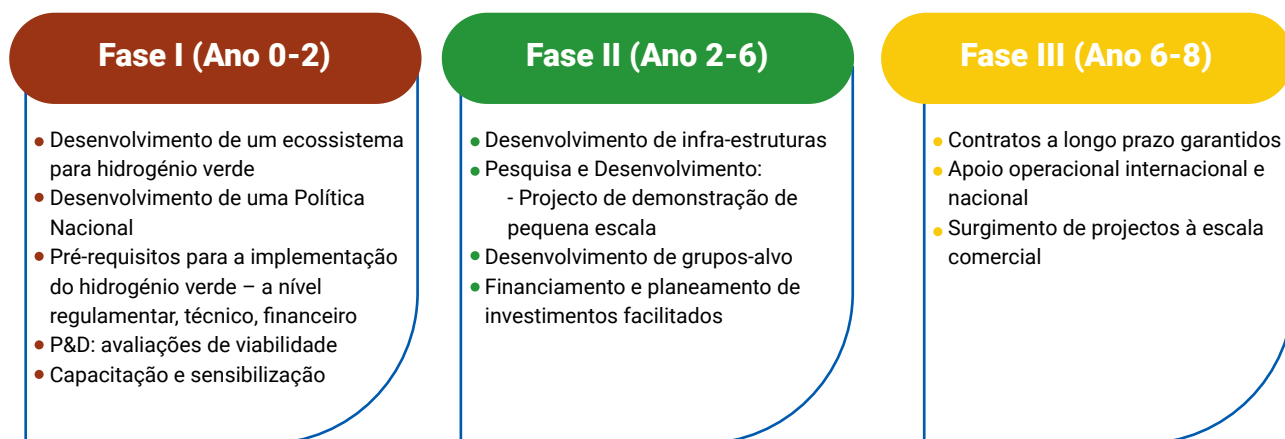 Fase I (Ano 0-2)
Desenvolvimento de um ecossistema
para hidrogénio verde
Desenvolvimento de uma Política
Nacional
Pré-requisitos para a implementação
do hidrogénio verde – a nível
regulamentar, técnico, financeiro
P&D: avaliações de viabilidade
Capacitação e sensibilização
Fase II (Ano 2-6)
Desenvolvimento de infra-estruturas
Pesquisa e Desenvolvimento:
- Projecto de demonstração de
pequena escala
Desenvolvimento de grupos-alvo
Financiamento e planeamento de
investimentos facilitados
Fase III (Ano 6-8)
Contratos a longo prazo garantidos
Apoio operacional internacional e
nacional
Surgimento de projectos à escala
comercial